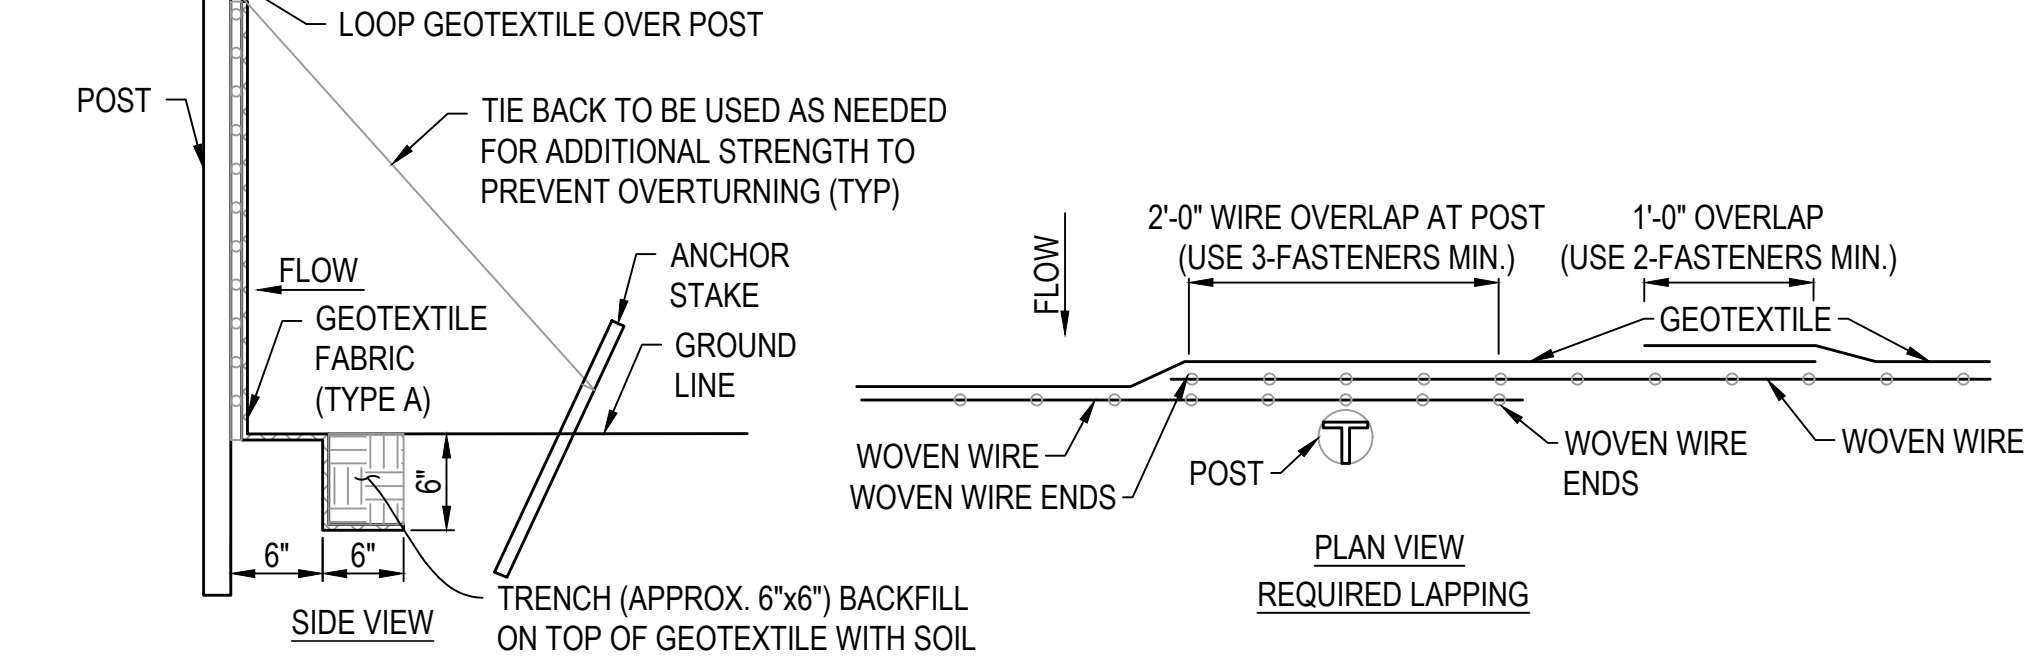 LOOP GEOTEXTILE OVER POST
POST
TIE BACK TO BE USED AS NEEDED
FOR ADDITIONAL STRENGTH TO
PREVENT OVERTURNING (TYP)
FLOW
ANCHOR
STAKE
GEOTEXTILE
FABRIC
(TYPE A)
GROUND
LINE
6"
6"
6"
TRENCH (APPROX. 6"x6") BACKFILL
ON TOP OF GEOTEXTILE WITH SOIL
SIDE VIEW
FLOW
2'-0" WIRE OVERLAP AT POST
(USE 3-FASTENERS MIN.)
1'-0" OVERLAP
(USE 2-FASTENERS MIN.)
GEOTEXTILE
WOVEN WIRE
WOVEN WIRE ENDS
POST
WOVEN WIRE
ENDS
WOVEN WIRE
PLAN VIEW
REQUIRED LAPPING